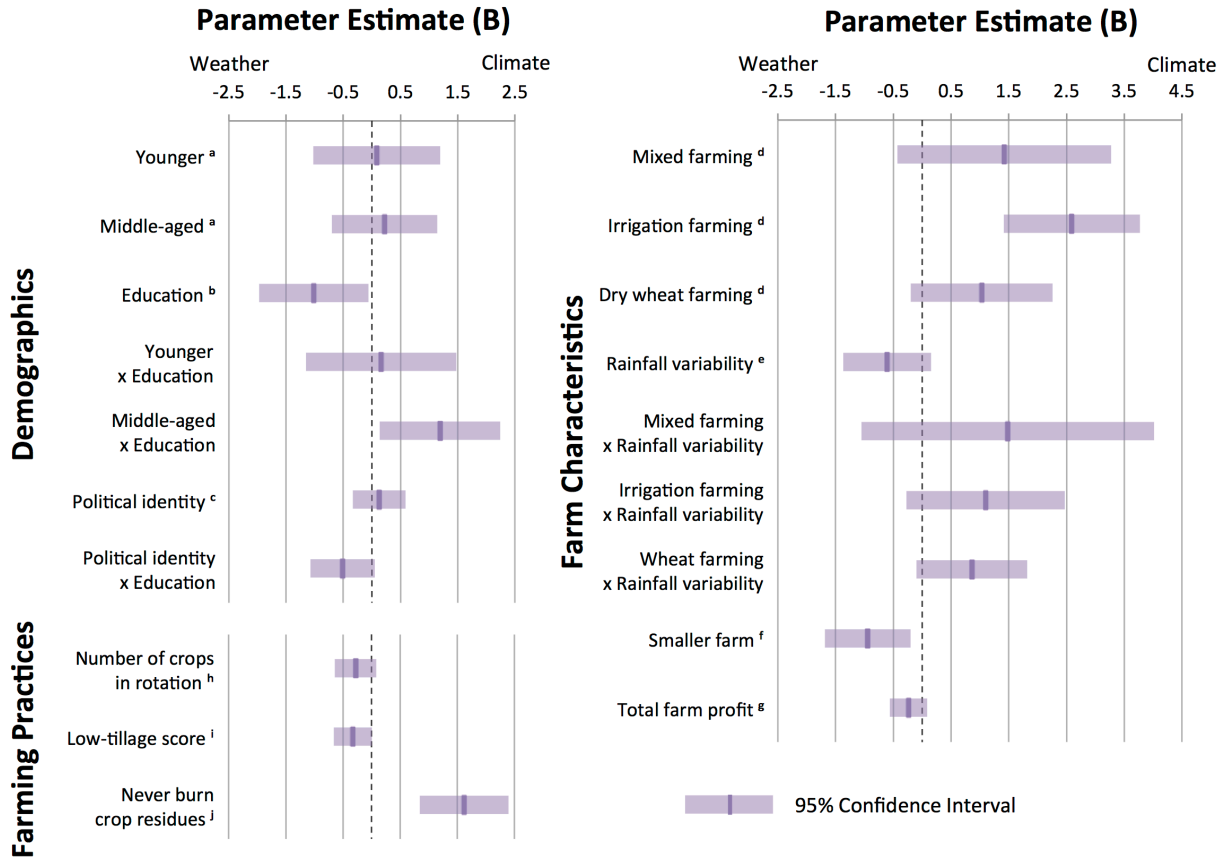 Parameter Estimate (B)
Weather
Climate
-2.5 -1.5 -0.5 0.5 1.5 2.5
Demographics
Younger ᵃ
Middle-aged ᵃ
Education ᵇ
Younger
x Education
Middle-aged
x Education
Political identity ᶜ
Political identity
x Education
Farming Practices
Number of crops
in rotation ʰ
Low-tillage score ⁱ
Never burn
crop residues ʲ
Parameter Estimate (B)
Weather
Climate
-2.5 -1.5 -0.5 0.5 1.5 2.5 3.5 4.5
Farm Characteristics
Mixed farming ᵈ
Irrigation farming ᵈ
Dry wheat farming ᵈ
Rainfall variability ᵉ
Mixed farming
x Rainfall variability
Irrigation farming
x Rainfall variability
Wheat farming
x Rainfall variability
Smaller farm ᶠ
Total farm profit ᵍ
95% Confidence Interval